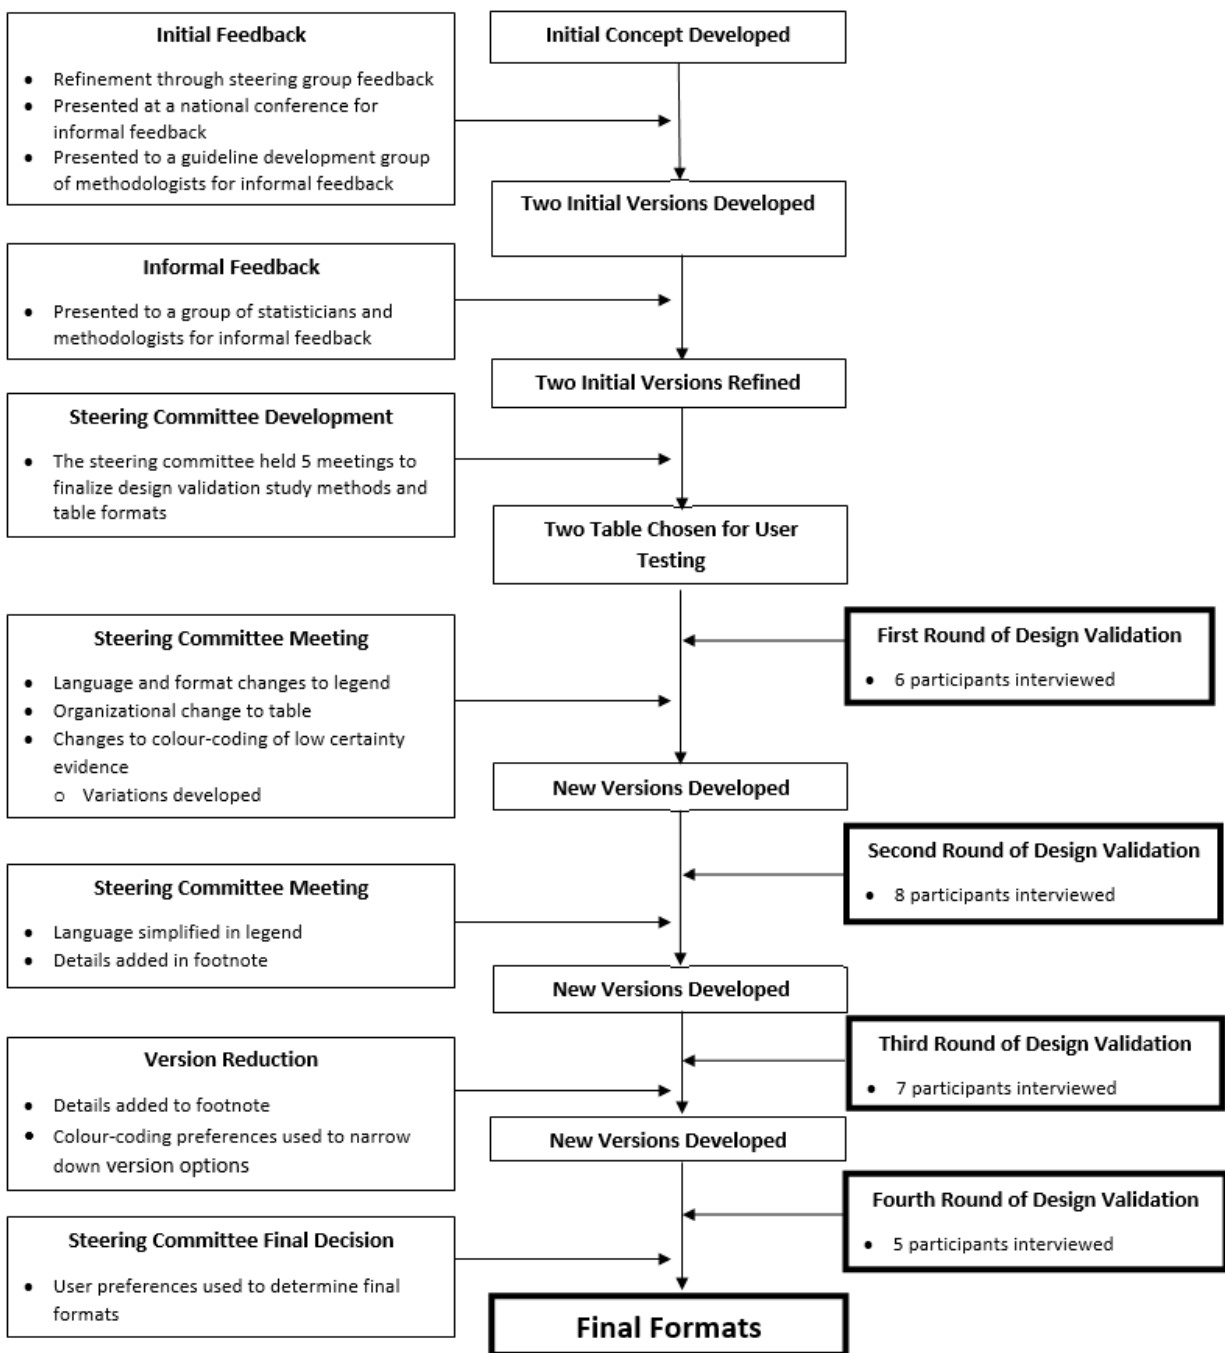 Initial Feedback
• Refinement through steering group feedback
• Presented at a national conference for
informal feedback
• Presented to a guideline development group
of methodologists for informal feedback
Initial Concept Developed
Two Initial Versions Developed
Informal Feedback
• Presented to a group of statisticians and
methodologists for informal feedback
Two Initial Versions Refined
Steering Committee Development
• The steering committee held 5 meetings to
finalize design validation study methods and
table formats
Two Table Chosen for User
Testing
Steering Committee Meeting
• Language and format changes to legend
• Organizational change to table
• Changes to colour-coding of low certainty
evidence
o Variations developed
First Round of Design Validation
• 6 participants interviewed
New Versions Developed
Second Round of Design Validation
• 8 participants interviewed
Steering Committee Meeting
• Language simplified in legend
• Details added in footnote
New Versions Developed
Third Round of Design Validation
• 7 participants interviewed
Version Reduction
• Details added to footnote
• Colour-coding preferences used to narrow
down version options
New Versions Developed
Fourth Round of Design Validation
• 5 participants interviewed
Steering Committee Final Decision
• User preferences used to determine final
formats
Final Formats